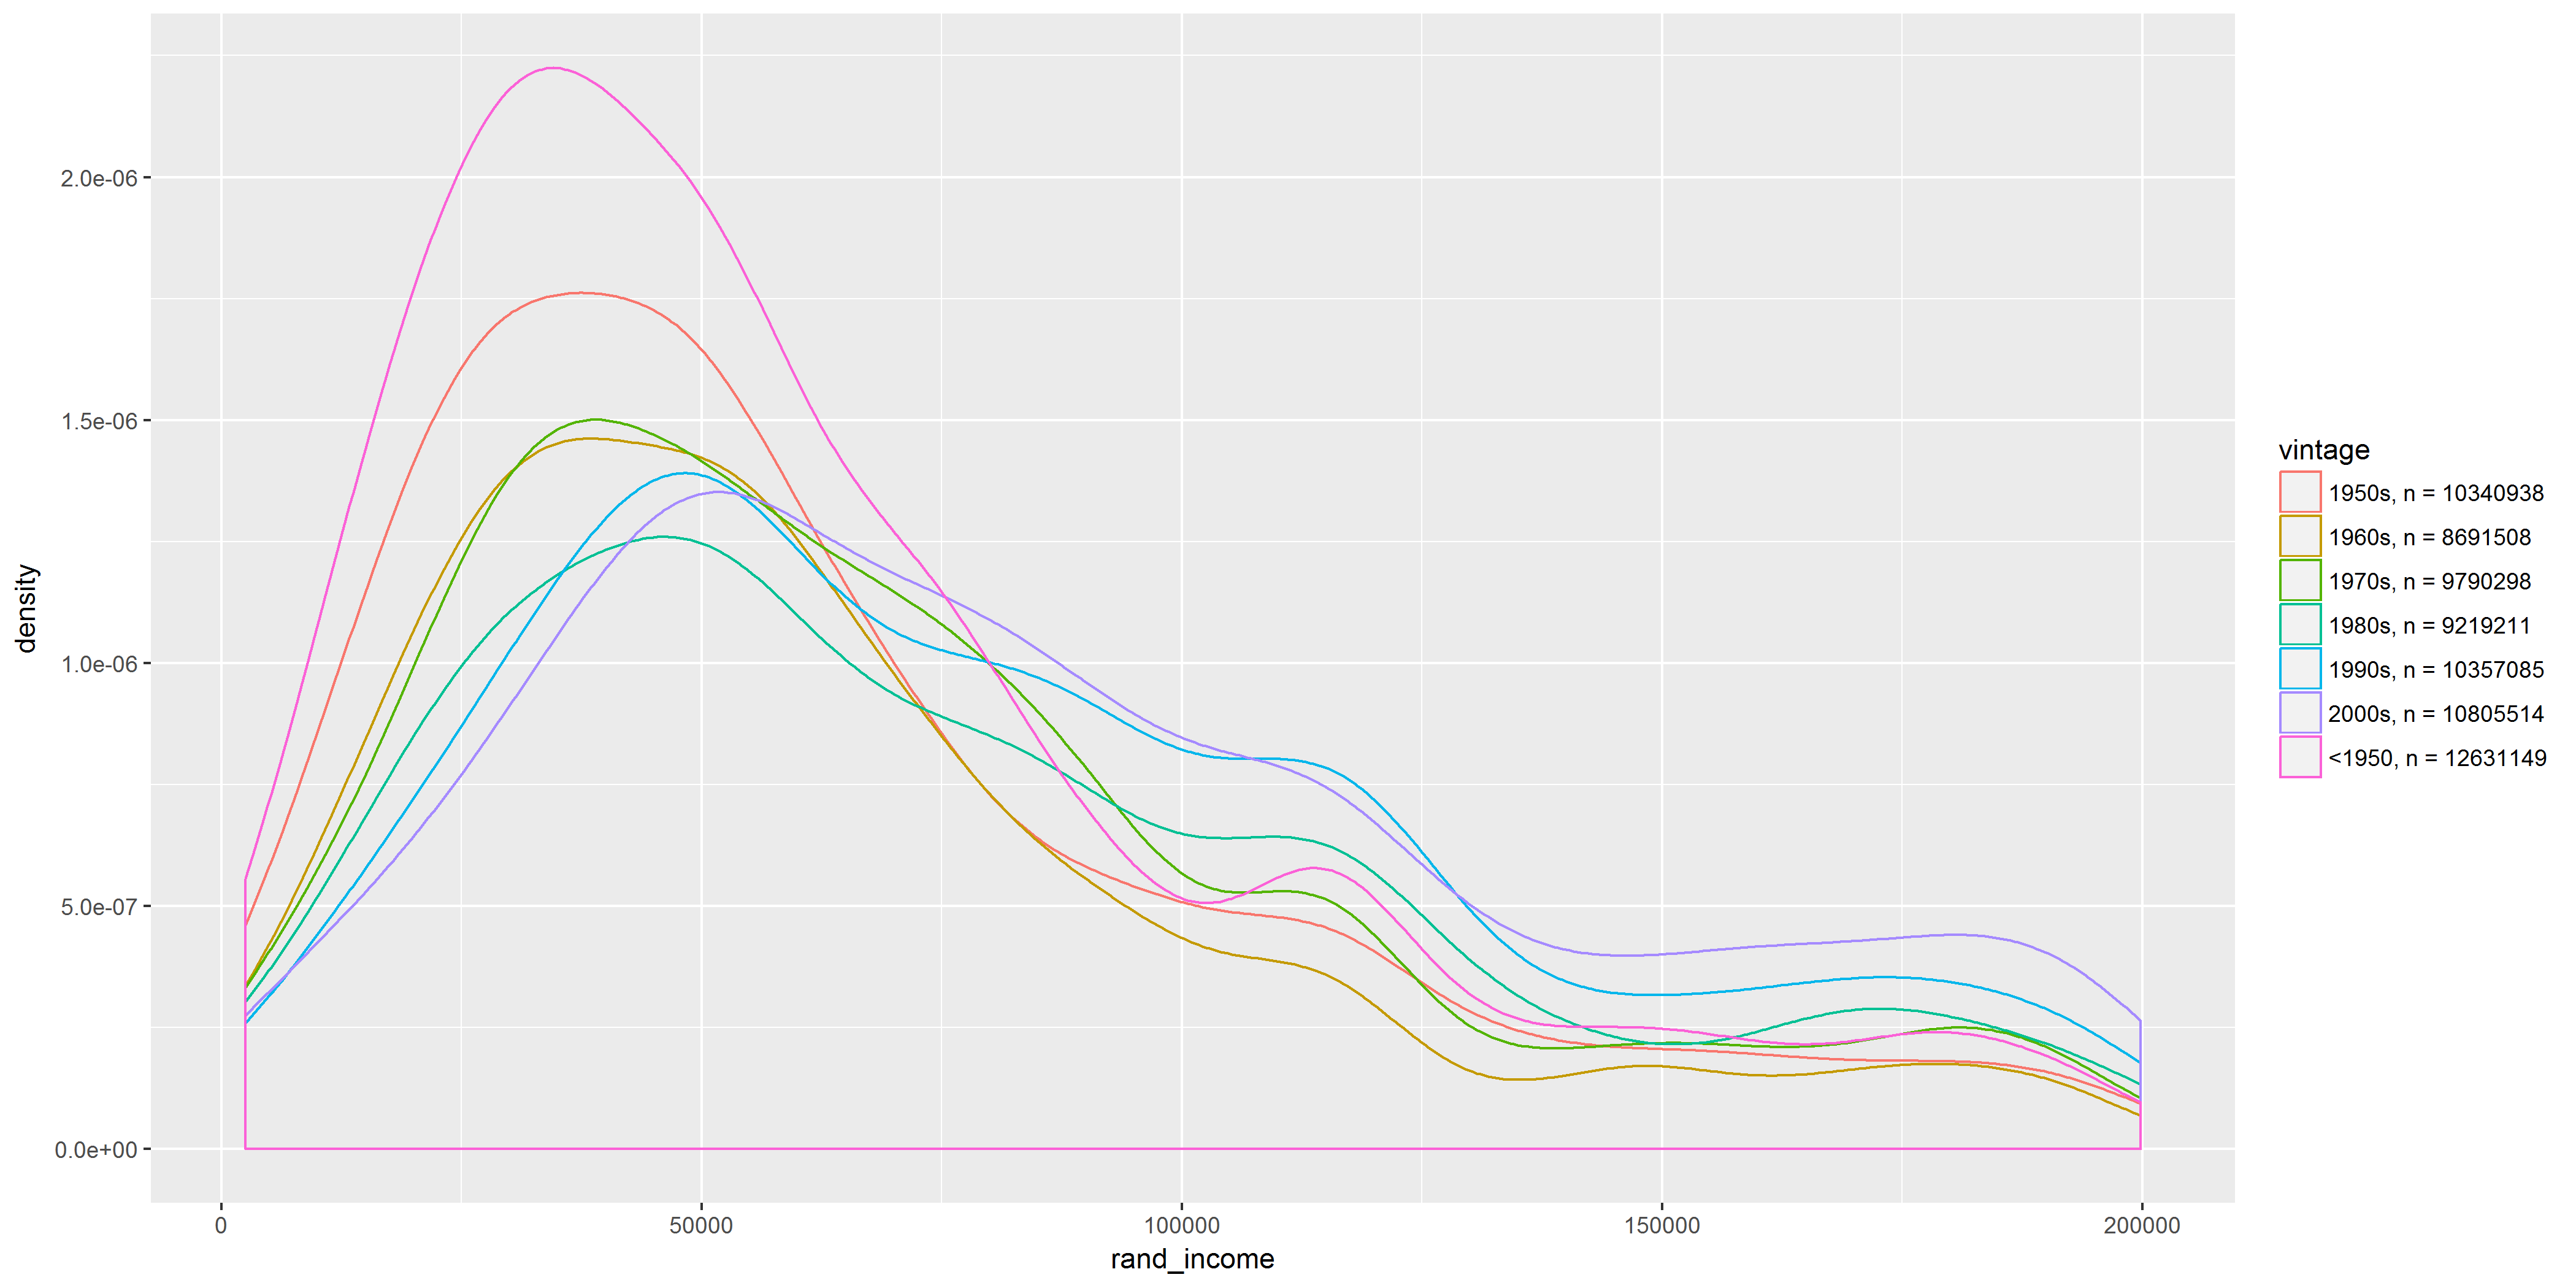 density
2.0e-06
1.5e-06
1.0e-06
5.0e-07
0.0e+00
0
50000
100000
150000
200000
rand_income
vintage
1950s, n = 10340938
1960s, n = 8691508
1970s, n = 9790298
1980s, n = 9219211
1990s, n = 10357085
2000s, n = 10805514
<1950, n = 12631149